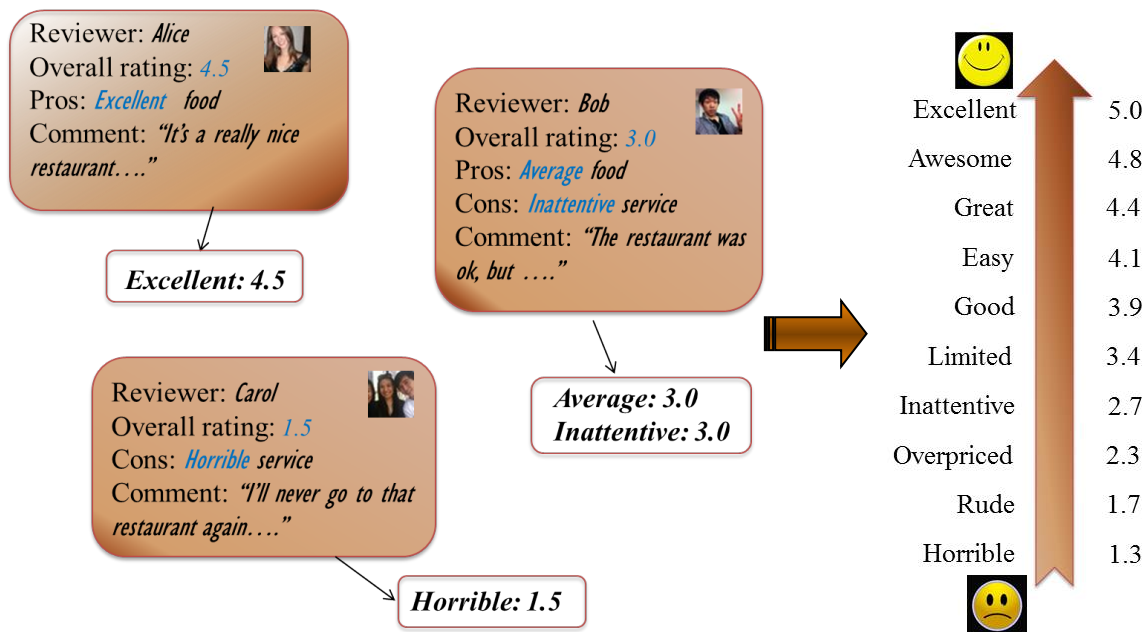 Reviewer: Alice
Overall rating: 4.5
Pros: Excellent food
Comment: “It’s a really nice
restaurant….”
Excellent: 4.5
Reviewer: Bob
Overall rating: 3.0
Pros: Average food
Cons: Inattentive service
Comment: “The restaurant was
ok, but ….”
Average: 3.0
Inattentive: 3.0
Reviewer: Carol
Overall rating: 1.5
Cons: Horrible service
Comment: “I’ll never go to that
restaurant again….”
Horrible: 1.5
Excellent 5.0
Awesome 4.8
Great 4.4
Easy 4.1
Good 3.9
Limited 3.4
Inattentive 2.7
Overpriced 2.3
Rude 1.7
Horrible 1.3